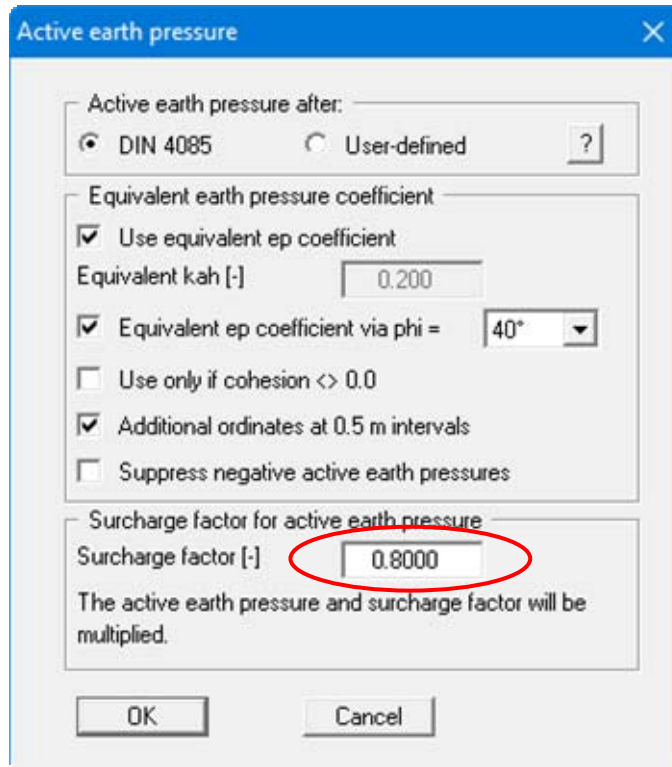 Active earth pressure
Active earth pressure after:
DIN 4085 User-defined ?
Equivalent earth pressure coefficient
Use equivalent ep coefficient
Equivalent kah [-] 0.200
Equivalent ep coefficient via phi = 40°
Use only if cohesion <> 0.0
Additional ordinates at 0.5 m intervals
Suppress negative active earth pressures
Surcharge factor for active earth pressure
Surcharge factor [-] 0.8000
The active earth pressure and surcharge factor will be
multiplied.
OK Cancel